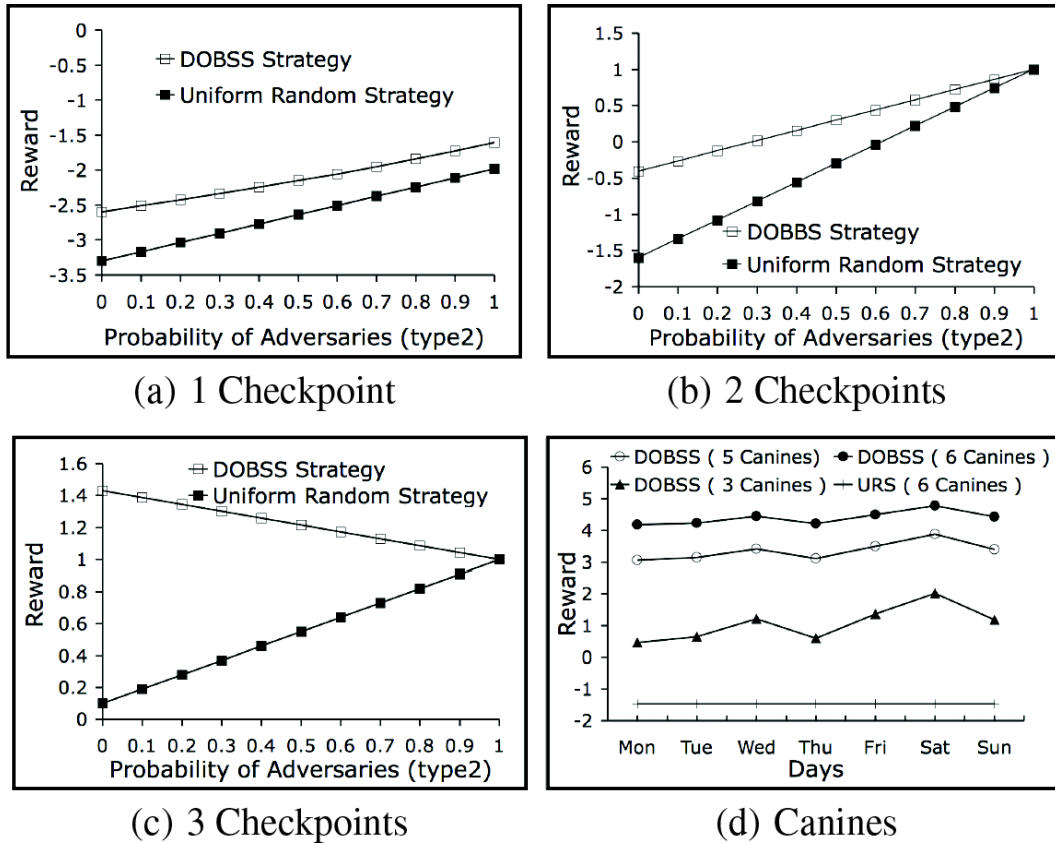 0
-0.5
-1
-1.5
-2
-2.5
-3
-3.5
Reward
DOBSS Strategy
Uniform Random Strategy
0 0.1 0.2 0.3 0.4 0.5 0.6 0.7 0.8 0.9 1
Probability of Adversaries (type2)
(a) 1 Checkpoint
1.5
1
0.5
0
-0.5
-1
-1.5
-2
Reward
DOBBS Strategy
Uniform Random Strategy
0 0.1 0.2 0.3 0.4 0.5 0.6 0.7 0.8 0.9 1
Probability of Adversaries (type2)
(b) 2 Checkpoints
1.6
1.4
1.2
1
0.8
0.6
0.4
0.2
0
Reward
DOBSS Strategy
Uniform Random Strategy
0 0.1 0.2 0.3 0.4 0.5 0.6 0.7 0.8 0.9 1
Probability of Adversaries (type2)
(c) 3 Checkpoints
DOBSS ( 5 Canines) DOBSS ( 6 Canines )
DOBSS ( 3 Canines ) URS ( 6 Canines )
6
5
4
3
2
1
0
-1
-2
Reward
Mon Tue Wed Thu Fri Sat Sun
Days
(d) Canines